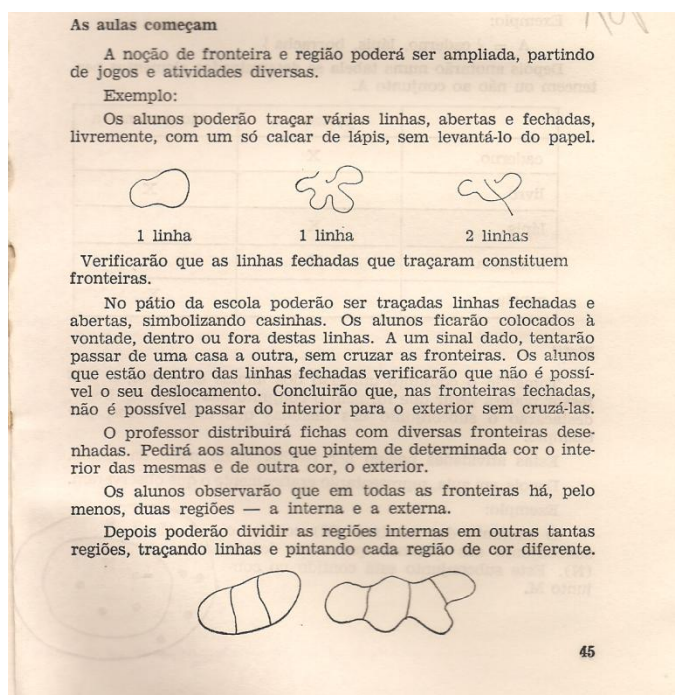 As aulas começam
A noção de fronteira e região poderá ser ampliada, partindo
de jogos e atividades diversas.
Exemplo:
Os alunos poderão traçar várias linhas, abertas e fechadas,
livremente, com um só calcar de lápis, sem levantá-lo do papel.
1 linha 1 linha 2 linhas
Verificarão que as linhas fechadas que traçaram constituem
fronteiras.
No pátio da escola poderão ser traçadas linhas fechadas e
abertas, simbolizando casinhas. Os alunos ficarão colocados à
vontade, dentro ou fora destas linhas. A um sinal dado, tentarão
passar de uma casa a outra, sem cruzar as fronteiras. Os alunos
que estão dentro das linhas fechadas verificarão que não é possí-
vel o seu deslocamento. Concluirão que, nas fronteiras fechadas,
não é possível passar do interior para o exterior sem cruzá-las.
O professor distribuirá fichas com diversas fronteiras dese-
nhadas. Pedirá aos alunos que pintem de determinada cor o inte-
rior das mesmas e de outra cor, o exterior.
Os alunos observarão que em todas as fronteiras há, pelo
menos, duas regiões — a interna e a externa.
Depois poderão dividir as regiões internas em outras tantas
regiões, traçando linhas e pintando cada região de cor diferente.
45